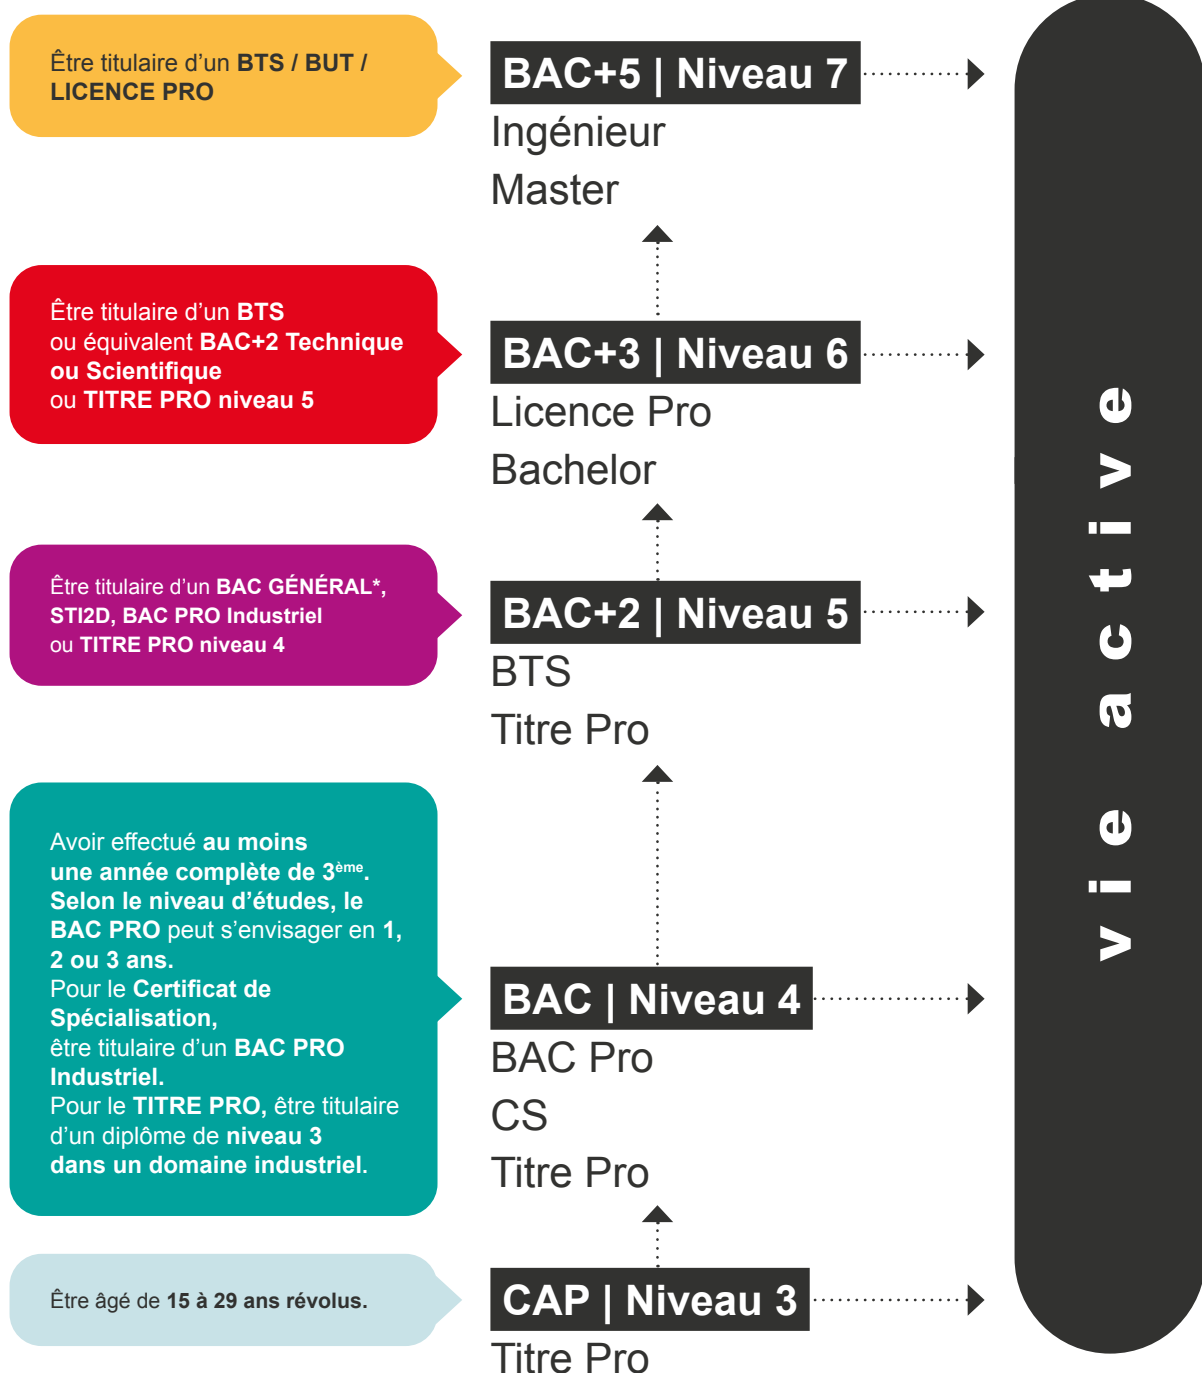 Être titulaire d’un BTS / BUT /
LICENCE PRO
BAC+5 | Niveau 7
Ingénieur
Master
Être titulaire d’un BTS
ou équivalent BAC+2 Technique
ou Scientifique
ou TITRE PRO niveau 5
BAC+3 | Niveau 6
Licence Pro
Bachelor
Être titulaire d’un BAC GÉNÉRAL*,
STI2D, BAC PRO Industriel
ou TITRE PRO niveau 4
BAC+2 | Niveau 5
BTS
Titre Pro
Avoir effectué au moins
une année complète de 3ème.
Selon le niveau d’études, le
BAC PRO peut s’envisager en 1,
2 ou 3 ans.
Pour le Certificat de
Spécialisation,
être titulaire d’un BAC PRO
Industriel.
Pour le TITRE PRO, être titulaire
d’un diplôme de niveau 3
dans un domaine industriel.
BAC | Niveau 4
BAC Pro
CS
Titre Pro
Être âgé de 15 à 29 ans révolus.
CAP | Niveau 3
Titre Pro
vie active